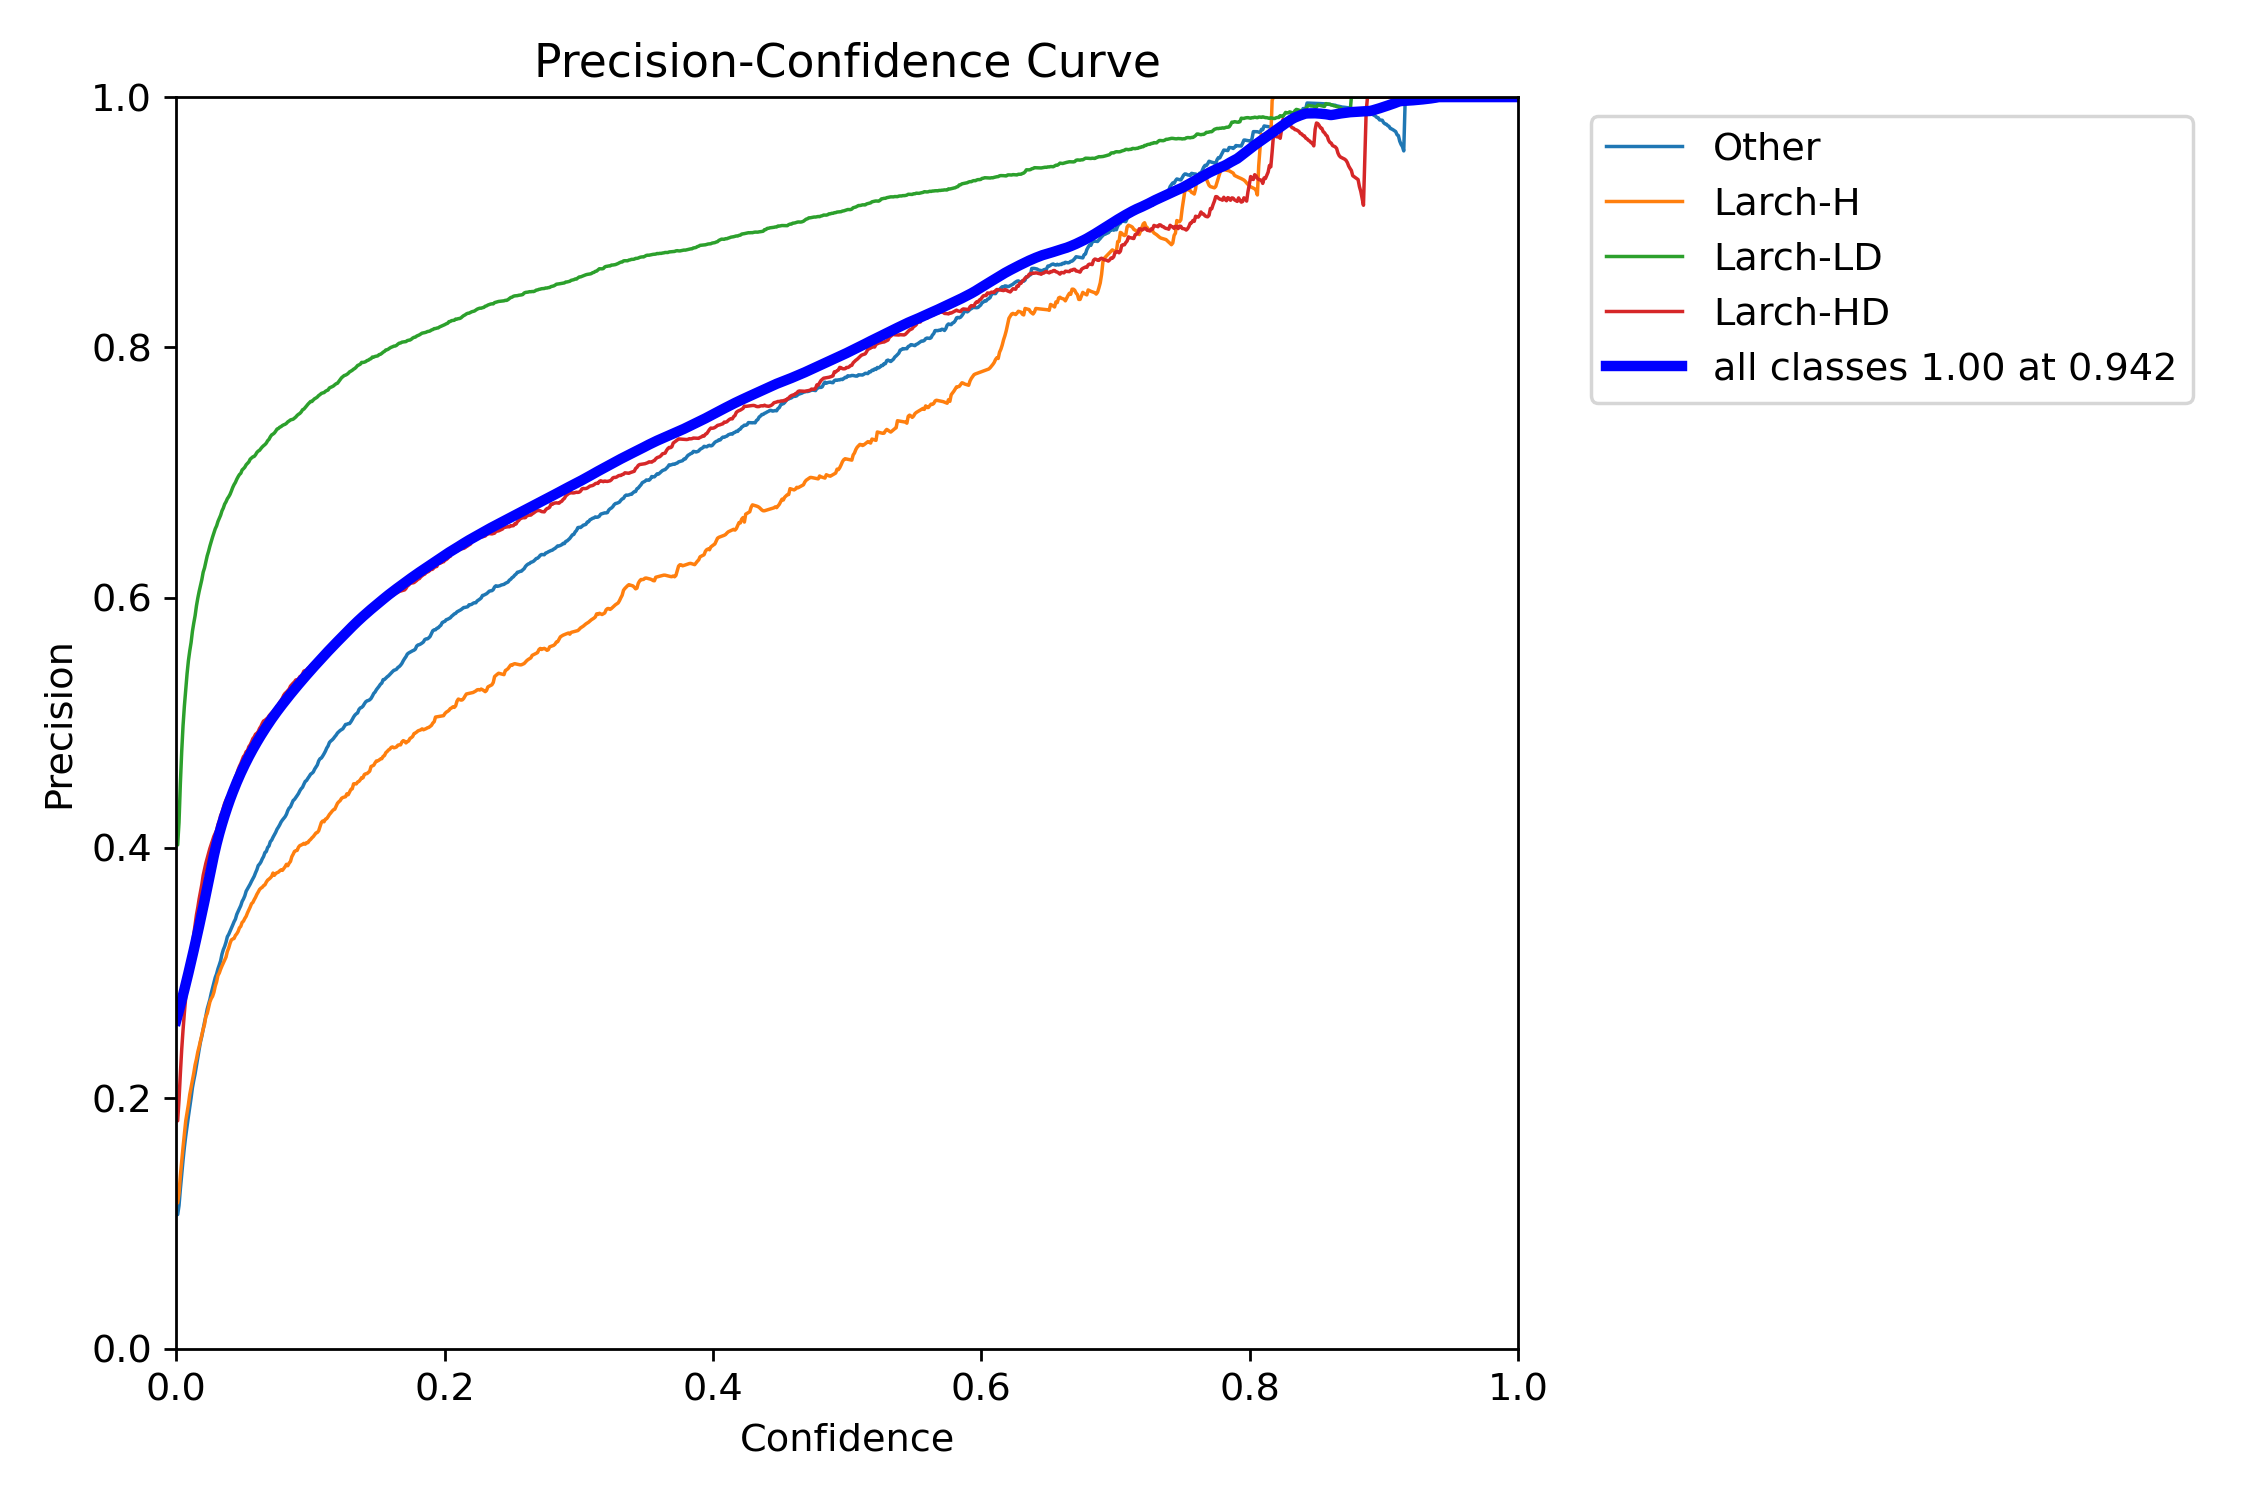 Precision-Confidence Curve
1.0
0.8
0.6
0.4
0.2
0.0
Precision
0.0 0.2 0.4 0.6 0.8 1.0
Confidence
Other
Larch-H
Larch-LD
Larch-HD
all classes 1.00 at 0.942